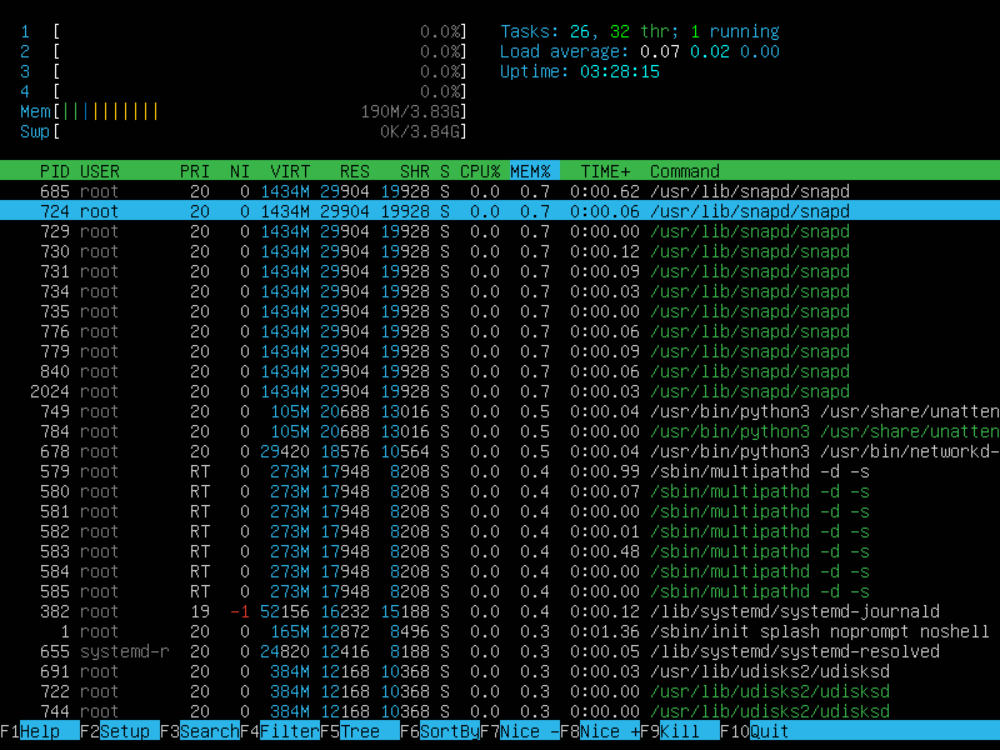 1 [ 0.0%] Tasks: 26, 32 thr; 1 running
2 [ 0.0%] Load average: 0.07 0.02 0.00
3 [ 0.0%] Uptime: 03:28:15
4 [ 0.0%]
Mem[|||||||||| 190M/3.83G]
Swp[ 0K/3.84G]
PID USER PRI NI VIRT RES SHR S CPU% MEM% TIME+ Command
685 root 20 0 1434M 29904 19928 S 0.0 0.7 0:00.62 /usr/lib/snapd/snapd
724 root 20 0 1434M 29904 19928 S 0.0 0.7 0:00.06 /usr/lib/snapd/snapd
729 root 20 0 1434M 29904 19928 S 0.0 0.7 0:00.00 /usr/lib/snapd/snapd
730 root 20 0 1434M 29904 19928 S 0.0 0.7 0:00.12 /usr/lib/snapd/snapd
731 root 20 0 1434M 29904 19928 S 0.0 0.7 0:00.09 /usr/lib/snapd/snapd
734 root 20 0 1434M 29904 19928 S 0.0 0.7 0:00.03 /usr/lib/snapd/snapd
735 root 20 0 1434M 29904 19928 S 0.0 0.7 0:00.00 /usr/lib/snapd/snapd
776 root 20 0 1434M 29904 19928 S 0.0 0.7 0:00.06 /usr/lib/snapd/snapd
779 root 20 0 1434M 29904 19928 S 0.0 0.7 0:00.09 /usr/lib/snapd/snapd
840 root 20 0 1434M 29904 19928 S 0.0 0.7 0:00.06 /usr/lib/snapd/snapd
2024 root 20 0 1434M 29904 19928 S 0.0 0.7 0:00.03 /usr/lib/snapd/snapd
749 root 20 0 105M 20688 13016 S 0.0 0.5 0:00.04 /usr/bin/python3 /usr/share/unatten
784 root 20 0 105M 20688 13016 S 0.0 0.5 0:00.00 /usr/bin/python3 /usr/share/unatten
678 root 20 0 29420 18576 10564 S 0.0 0.5 0:00.04 /usr/bin/python3 /usr/bin/networkd-
579 root RT 0 273M 17948 8208 S 0.0 0.4 0:00.99 /sbin/multipathd -d -s
580 root RT 0 273M 17948 8208 S 0.0 0.4 0:00.07 /sbin/multipathd -d -s
581 root RT 0 273M 17948 8208 S 0.0 0.4 0:00.00 /sbin/multipathd -d -s
582 root RT 0 273M 17948 8208 S 0.0 0.4 0:00.01 /sbin/multipathd -d -s
583 root RT 0 273M 17948 8208 S 0.0 0.4 0:00.48 /sbin/multipathd -d -s
584 root RT 0 273M 17948 8208 S 0.0 0.4 0:00.00 /sbin/multipathd -d -s
585 root RT 0 273M 17948 8208 S 0.0 0.4 0:00.00 /sbin/multipathd -d -s
382 root 19 -1 52156 16232 15188 S 0.0 0.4 0:00.12 /lib/systemd/systemd-journald
1 root 20 0 165M 12872 8496 S 0.0 0.3 0:01.36 /sbin/init splash noprompt noshell
655 systemd-r 20 0 24820 12416 8188 S 0.0 0.3 0:00.05 /lib/systemd/systemd-resolved
691 root 20 0 384M 12168 10368 S 0.0 0.3 0:00.03 /usr/lib/udisks2/udisksd
722 root 20 0 384M 12168 10368 S 0.0 0.3 0:00.00 /usr/lib/udisks2/udisksd
744 root 20 0 384M 12168 10368 S 0.0 0.3 0:00.00 /usr/lib/udisks2/udisksd
F1Help F2Setup F3SearchF4FilterF5Tree F6SortByF7Nice -F8Nice +F9Kill F10Quit